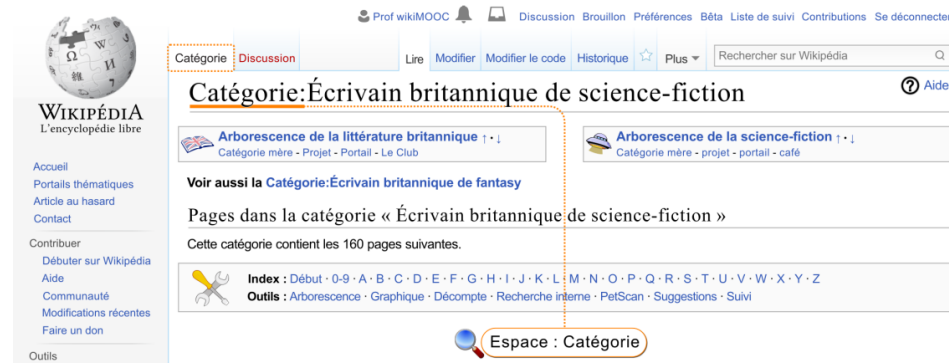 Prof wikiMOOC Discussion Brouillon Préférences Bêta Liste de suivi Contributions Se déconnecter
Catégorie Discussion Lire Modifier Modifier le code Historique Plus Rechercher sur Wikipédia
WIKIPÉDIA
L'encyclopédie libre
Catégorie:Écrivain britannique de science-fiction
? Aide
Arborescence de la littérature britannique ↑ · ↓
Catégorie mère - Projet - Portail - Le Club
Arborescence de la science-fiction ↑ · ↓
Catégorie mère - projet - portail - café
Voir aussi la Catégorie:Écrivain britannique de fantasy
Pages dans la catégorie « Écrivain britannique de science-fiction »
Cette catégorie contient les 160 pages suivantes.
Index : Début · 0-9 · A · B · C · D · E · F · G · H · I · J · K · L · M · N · O · P · Q · R · S · T · U · V · W · X · Y · Z
Outils : Arborescence · Graphique · Décompte · Recherche interne · PetScan · Suggestions · Suivi
Espace : Catégorie
Accueil
Portails thématiques
Article au hasard
Contact
Contribuer
Débuter sur Wikipédia
Aide
Communauté
Modifications récentes
Faire un don
Outils